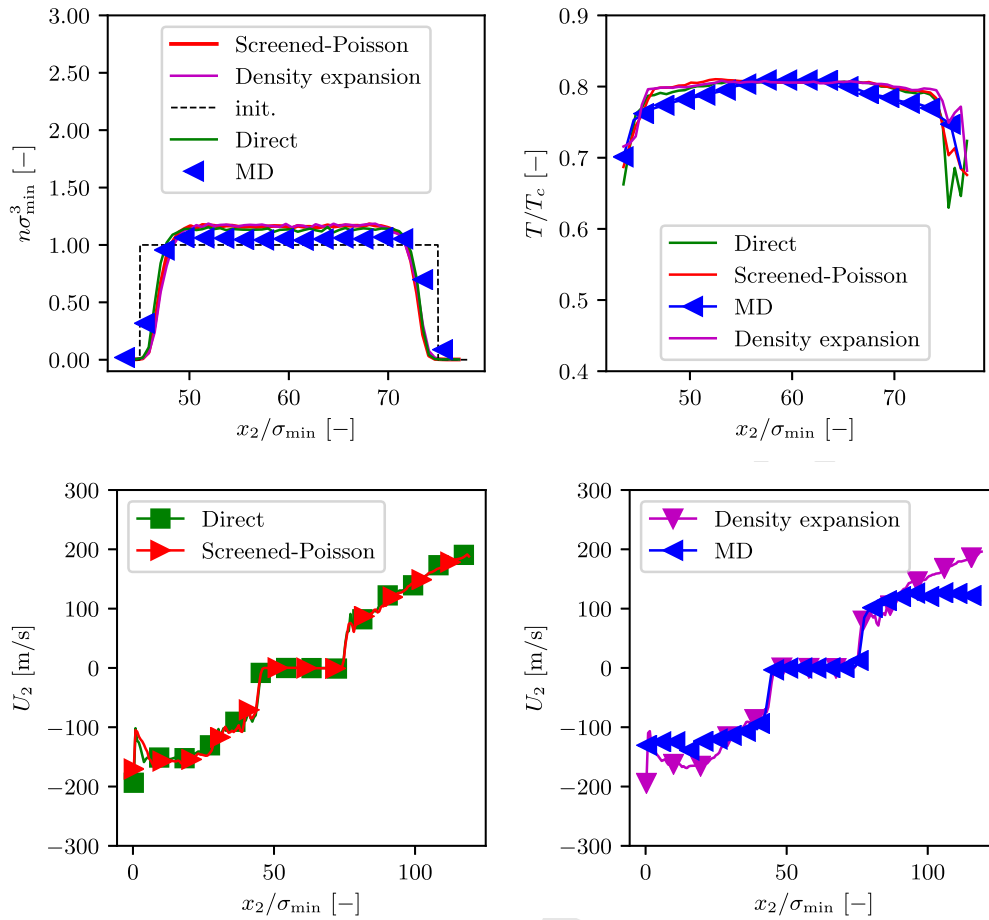 3.00
2.50
2.00
1.50
1.00
0.50
0.00
nσ³min [−]
Screened-Poisson
Density expansion
init.
Direct
MD
50
60
70
x₂/σmin [−]
0.9
0.8
0.7
0.6
0.5
0.4
T/Tc [−]
Direct
Screened-Poisson
MD
Density expansion
50
60
70
x₂/σmin [−]
300
200
100
0
−100
−200
−300
U₂ [m/s]
Direct
Screened-Poisson
0
50
100
x₂/σmin [−]
300
200
100
0
−100
−200
−300
U₂ [m/s]
Density expansion
MD
0
50
100
x₂/σmin [−]